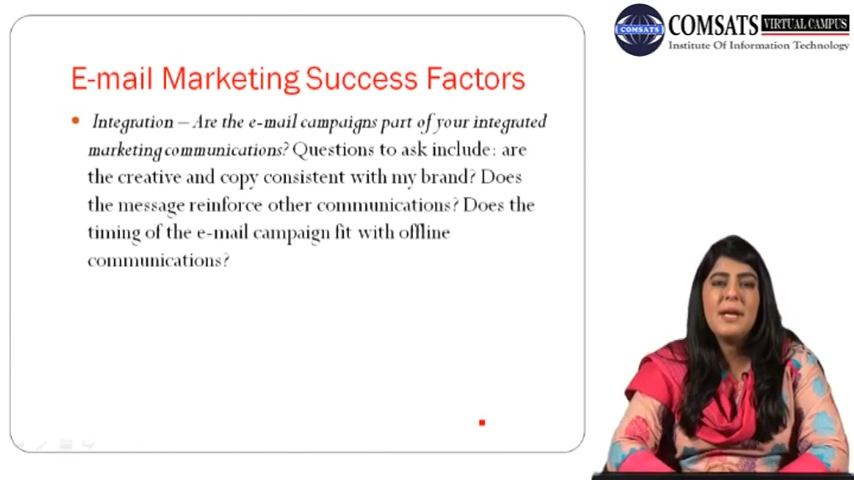 COMSATS VIRTUAL CAMPUS
Institute Of Information Technology
COMSATS
E-mail Marketing Success Factors
• Integration – Are the e-mail campaigns part of your integrated
marketing communications? Questions to ask include: are
the creative and copy consistent with my brand? Does
the message reinforce other communications? Does the
timing of the e-mail campaign fit with offline
communications?